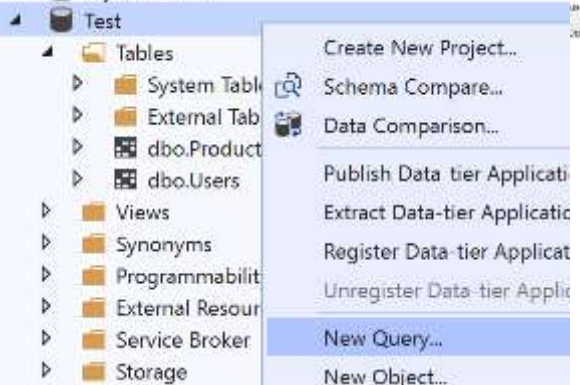 Test
Tables
System Tabl
External Tab
dbo.Product
dbo.Users
Views
Synonyms
Programmabilit
External Resour
Service Broker
Storage
Create New Project...
Schema Compare...
Data Comparison...
Publish Data-tier Applicati
Extract Data-tier Applicatio
Register Data-tier Applicat
Unregister Data-tier Applic
New Query...
New Object...